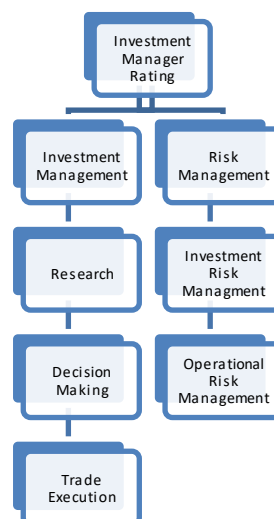 Investment
Manager
Rating
Investment
Management
Risk
Management
Research
Investment
Risk
Managment
Decision
Making
Operational
Risk
Management
Trade
Execution